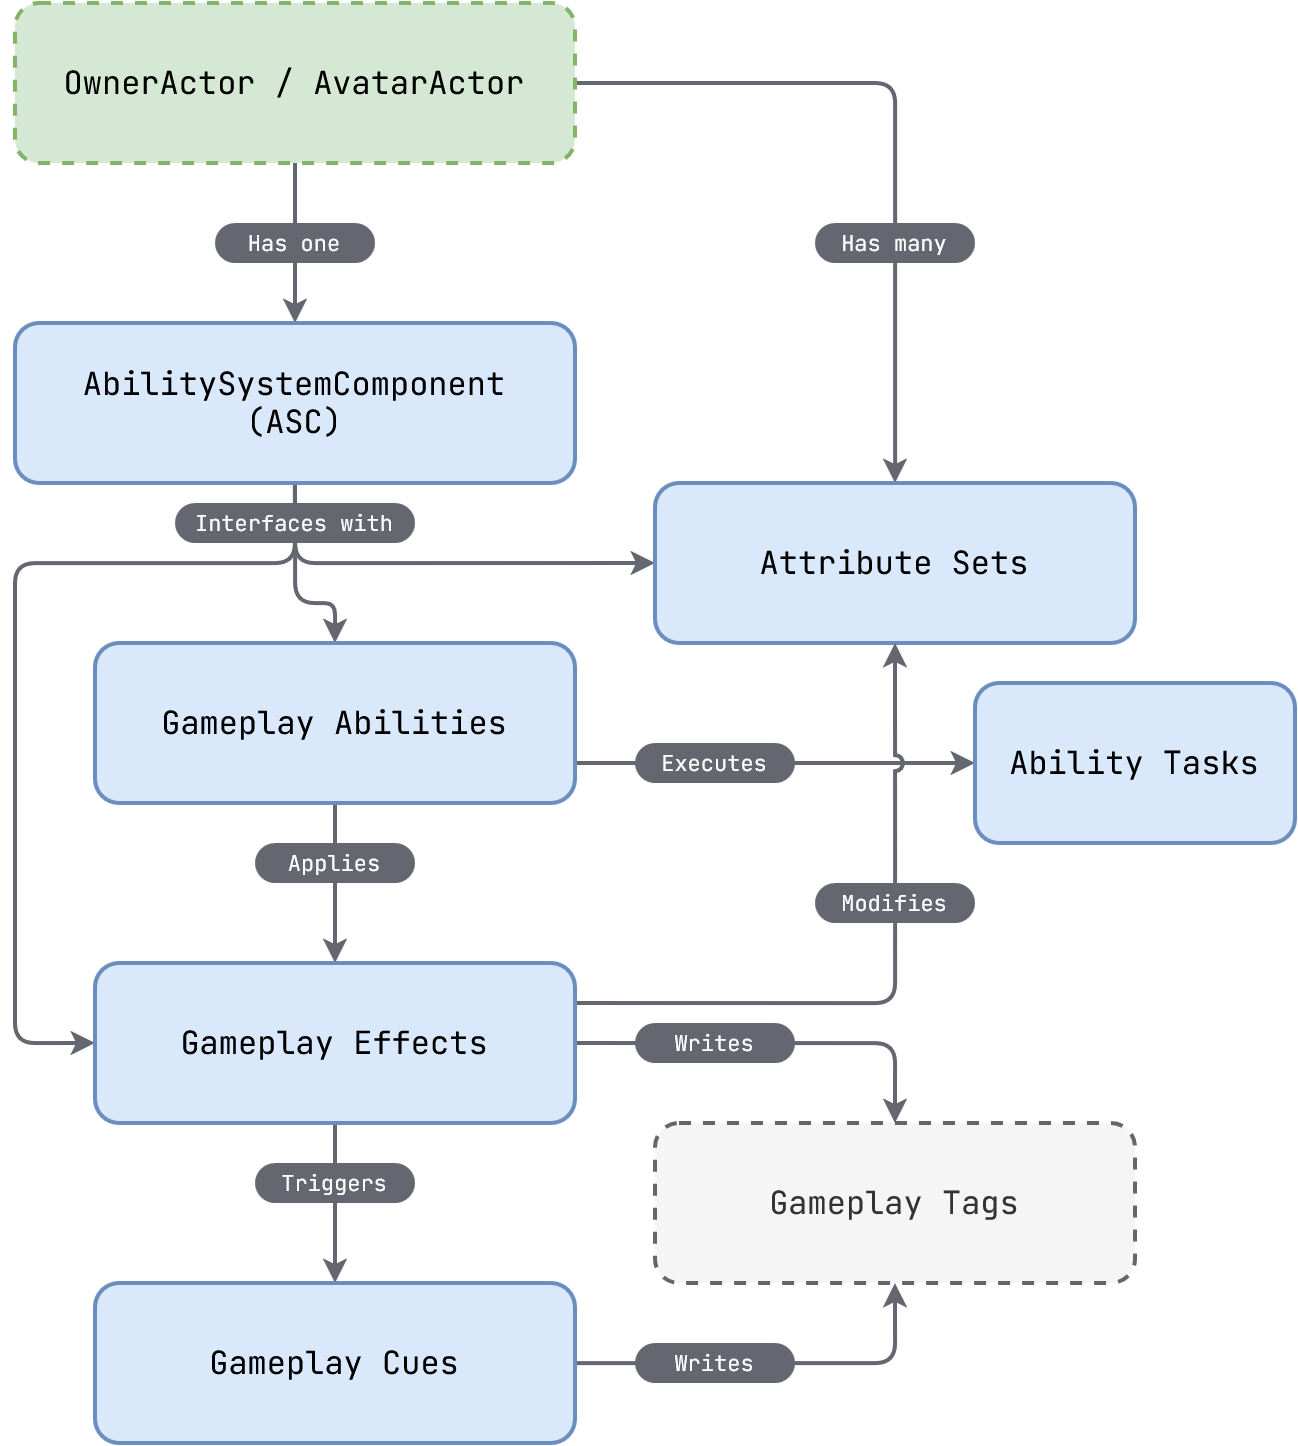 OwnerActor / AvatarActor
Has one
Has many
AbilitySystemComponent
(ASC)
Interfaces with
Attribute Sets
Gameplay Abilities
Executes
Ability Tasks
Applies
Modifies
Gameplay Effects
Writes
Triggers
Gameplay Tags
Gameplay Cues
Writes